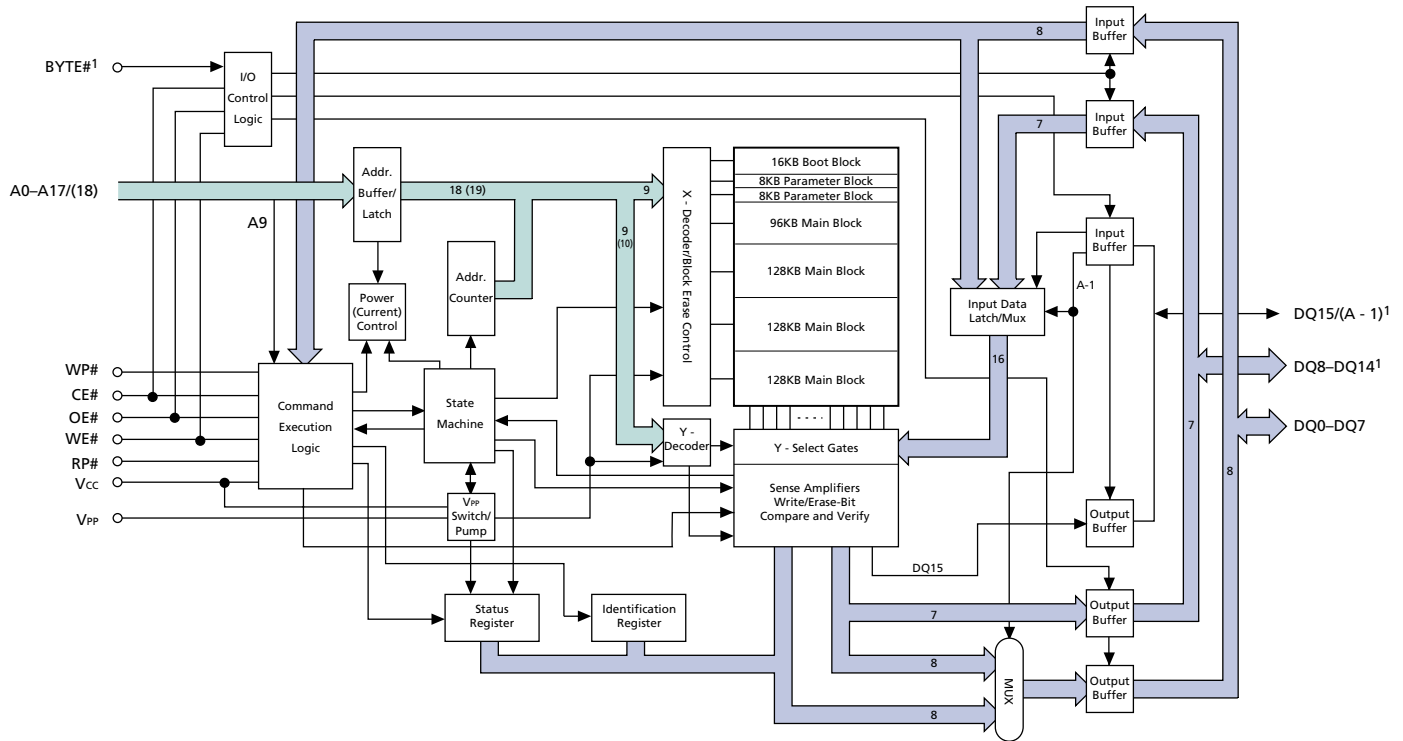 BYTE#1
I/O
Control
Logic
8
Input
Buffer
7
Input
Buffer
A0–A17/(18)
Addr.
Buffer/
Latch
18 (19)
9
9
(10)
A9
X - Decoder/Block Erase Control
16KB Boot Block
8KB Parameter Block
8KB Parameter Block
96KB Main Block
128KB Main Block
128KB Main Block
128KB Main Block
Input
Buffer
Addr.
Counter
Power
(Current)
Control
A-1
Input Data
Latch/Mux
16
DQ15/(A - 1)1
DQ8–DQ141
DQ0–DQ7
7
8
WP#
CE#
OE#
WE#
RP#
VCC
VPP
Command
Execution
Logic
State
Machine
VPP
Switch/
Pump
Y -
Decoder
Y - Select Gates
Sense Amplifiers
Write/Erase-Bit
Compare and Verify
Output
Buffer
DQ15
Status
Register
Identification
Register
7
Output
Buffer
8
8
MUX
Output
Buffer